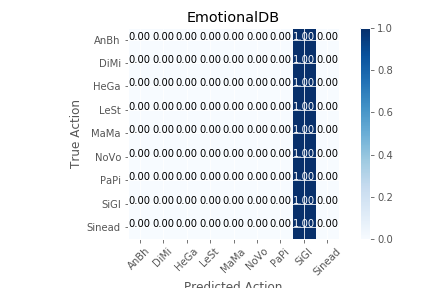 EmotionalDB
AnBh 0.00 0.00 0.00 0.00 0.00 0.00 0.00 1.00 0.00 1.0
DiMi 0.00 0.00 0.00 0.00 0.00 0.00 0.00 1.00 0.00 0.8
HeGa 0.00 0.00 0.00 0.00 0.00 0.00 0.00 1.00 0.00
LeSt 0.00 0.00 0.00 0.00 0.00 0.00 0.00 1.00 0.00 0.6
MaMa 0.00 0.00 0.00 0.00 0.00 0.00 0.00 1.00 0.00
NoVo 0.00 0.00 0.00 0.00 0.00 0.00 0.00 1.00 0.00 0.4
PaPi 0.00 0.00 0.00 0.00 0.00 0.00 0.00 1.00 0.00
SiGl 0.00 0.00 0.00 0.00 0.00 0.00 0.00 1.00 0.00 0.2
Sinead 0.00 0.00 0.00 0.00 0.00 0.00 0.00 1.00 0.00 0.0
True Action
AnBh DiMi HeGa LeSt MaMa NoVo PaPi SiGl Sinead
Predicted Action